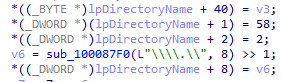 *((_BYTE *)lpDirectoryName + 40) = v3;
*((_DWORD *)lpDirectoryName + 1) = 58;
*((_DWORD *)lpDirectoryName + 2) = 2;
v6 = sub_100087F0(L"\\\\.\\", 8) >> 1;
*((_DWORD *)lpDirectoryName + 8) = v6;